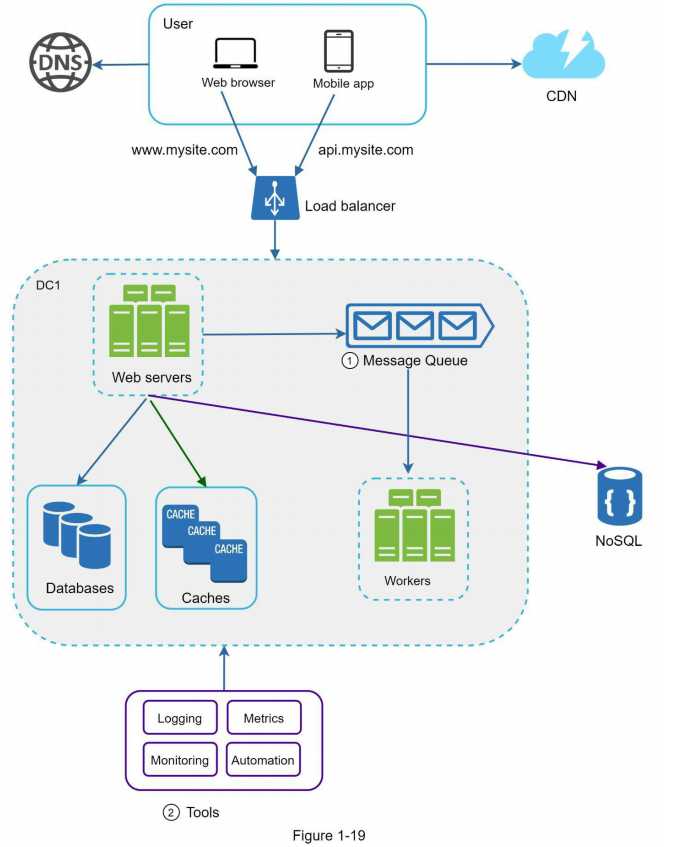 User
DNS
Web browser
Mobile app
CDN
www.mysite.com
api.mysite.com
Load balancer
DC1
Web servers
① Message Queue
Databases
CACHE
CACHE
CACHE
Caches
Workers
{ }
NoSQL
Logging
Metrics
Monitoring
Automation
② Tools
Figure 1-19